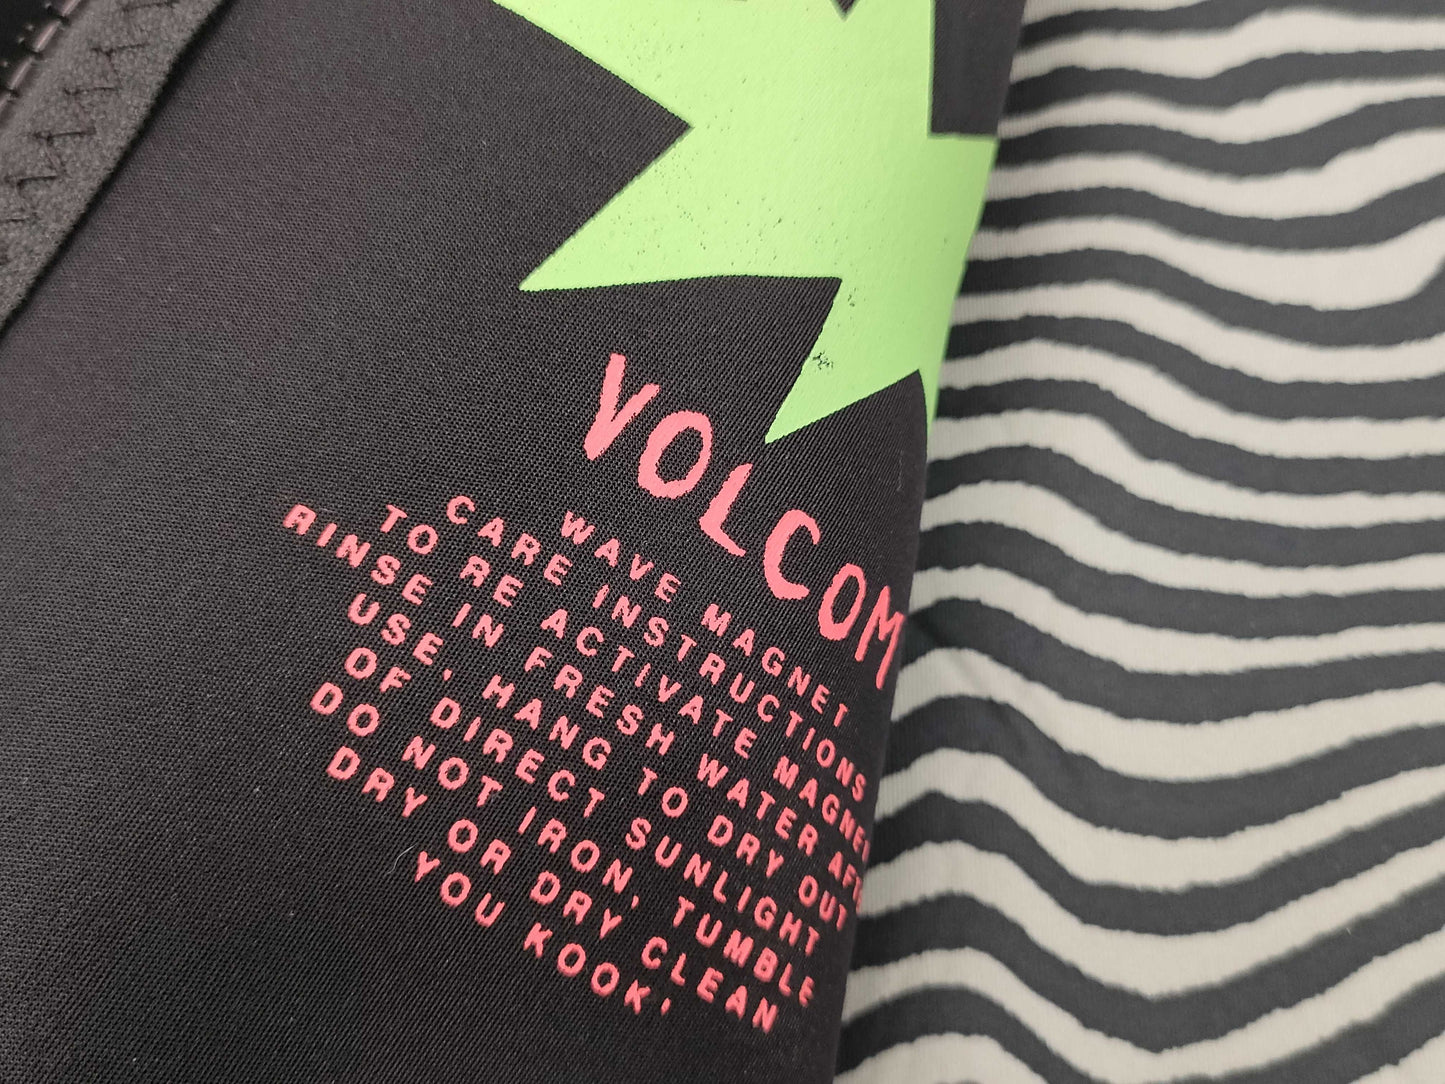 VOLCOM
WAVE MAGNET
CARE INSTRUCTIONS
TO RE ACTIVATE MAGNET
RINSE IN FRESH WATER AFTE
USE, HANG TO DRY OUT
OF DIRECT SUNLIGHT
DO NOT IRON, TUMBLE
DRY OR DRY CLEAN
YOU KOOK'